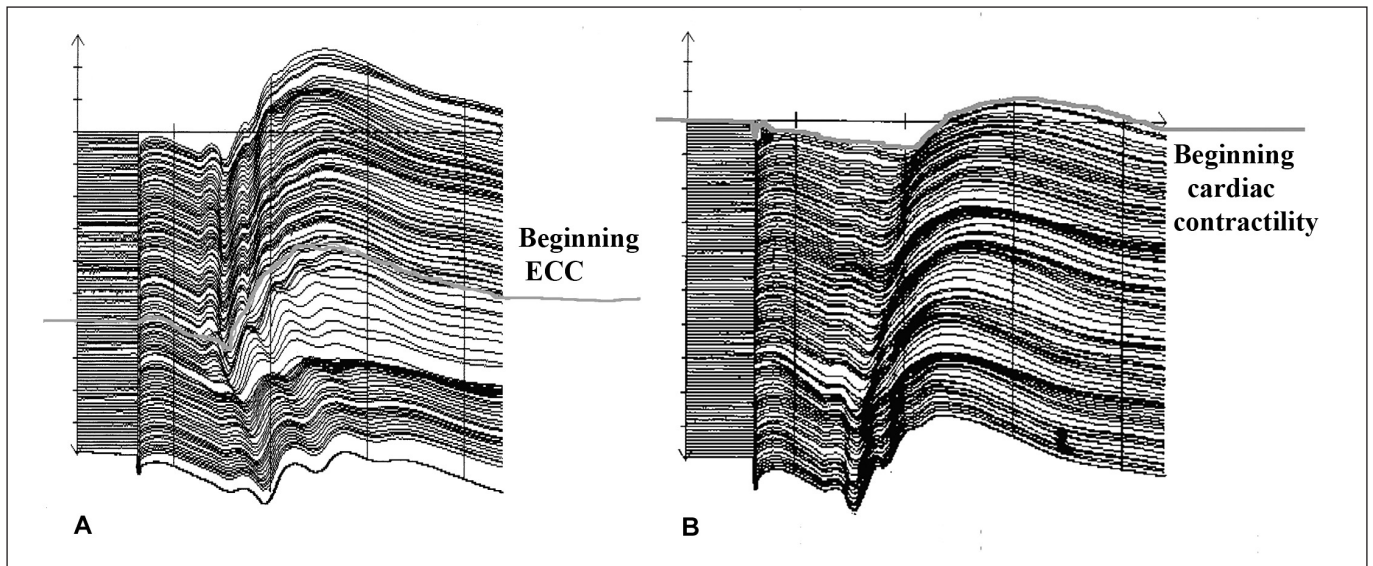 Beginning
ECC
A
Beginning
cardiac
contractility
B